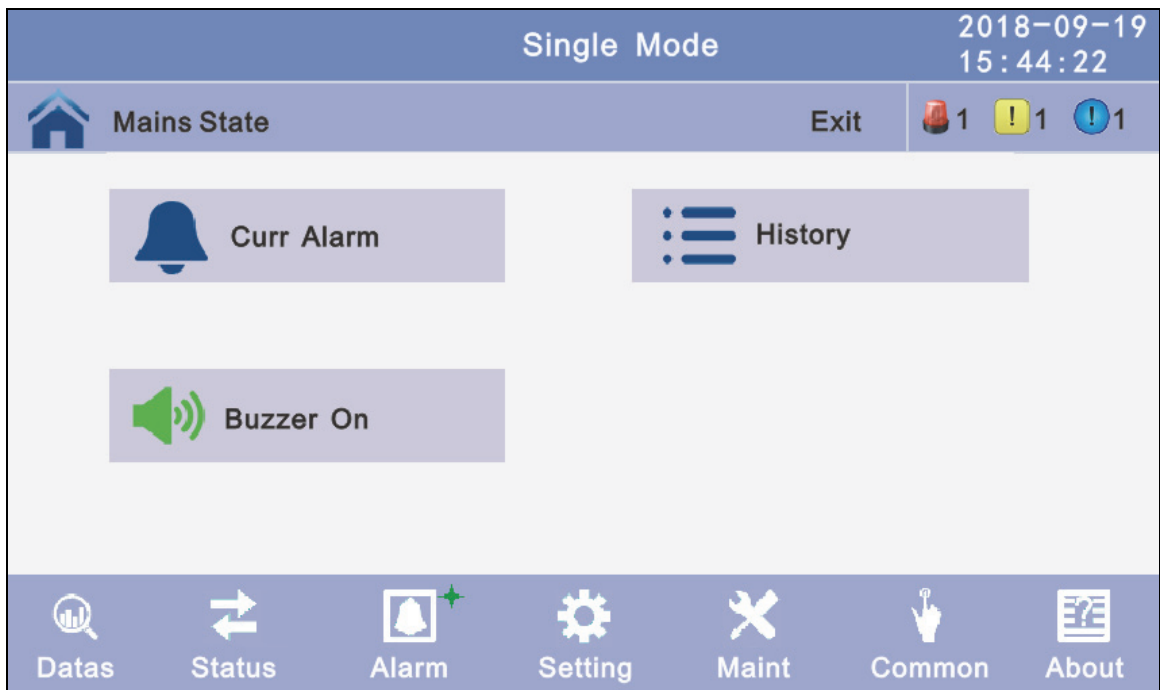 Single Mode
2018-09-19
15:44:22
Mains State
Exit
1
! 1
! 1
Curr Alarm
History
Buzzer On
Datas
Status
Alarm
Setting
Maint
Common
? About